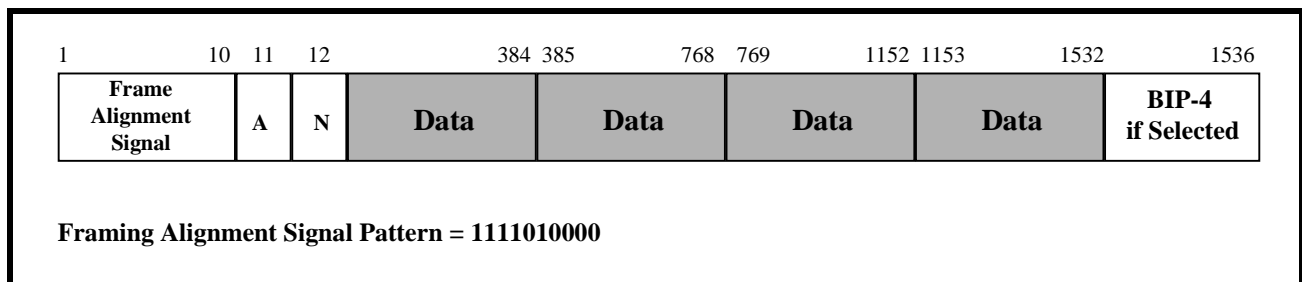 1 10 11 12 384 385 768 769 1152 1153 1532 1536
Frame
Alignment
Signal
A
N
Data
Data
Data
Data
BIP-4
if Selected
Framing Alignment Signal Pattern = 1111010000